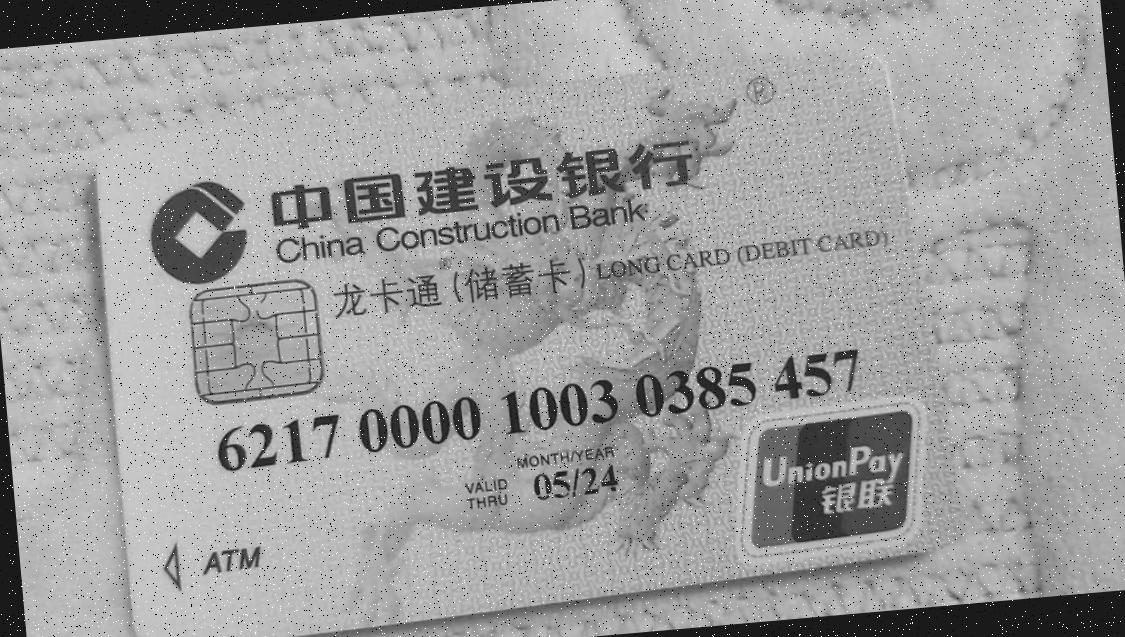 ®
中国建设银行
China Construction Bank
龙卡通(储蓄卡) LONG CARD (DEBIT CARD)
6217 0000 1003 0385 457
MONTH/YEAR
VALID THRU 05/24
UnionPay
银联
ATM